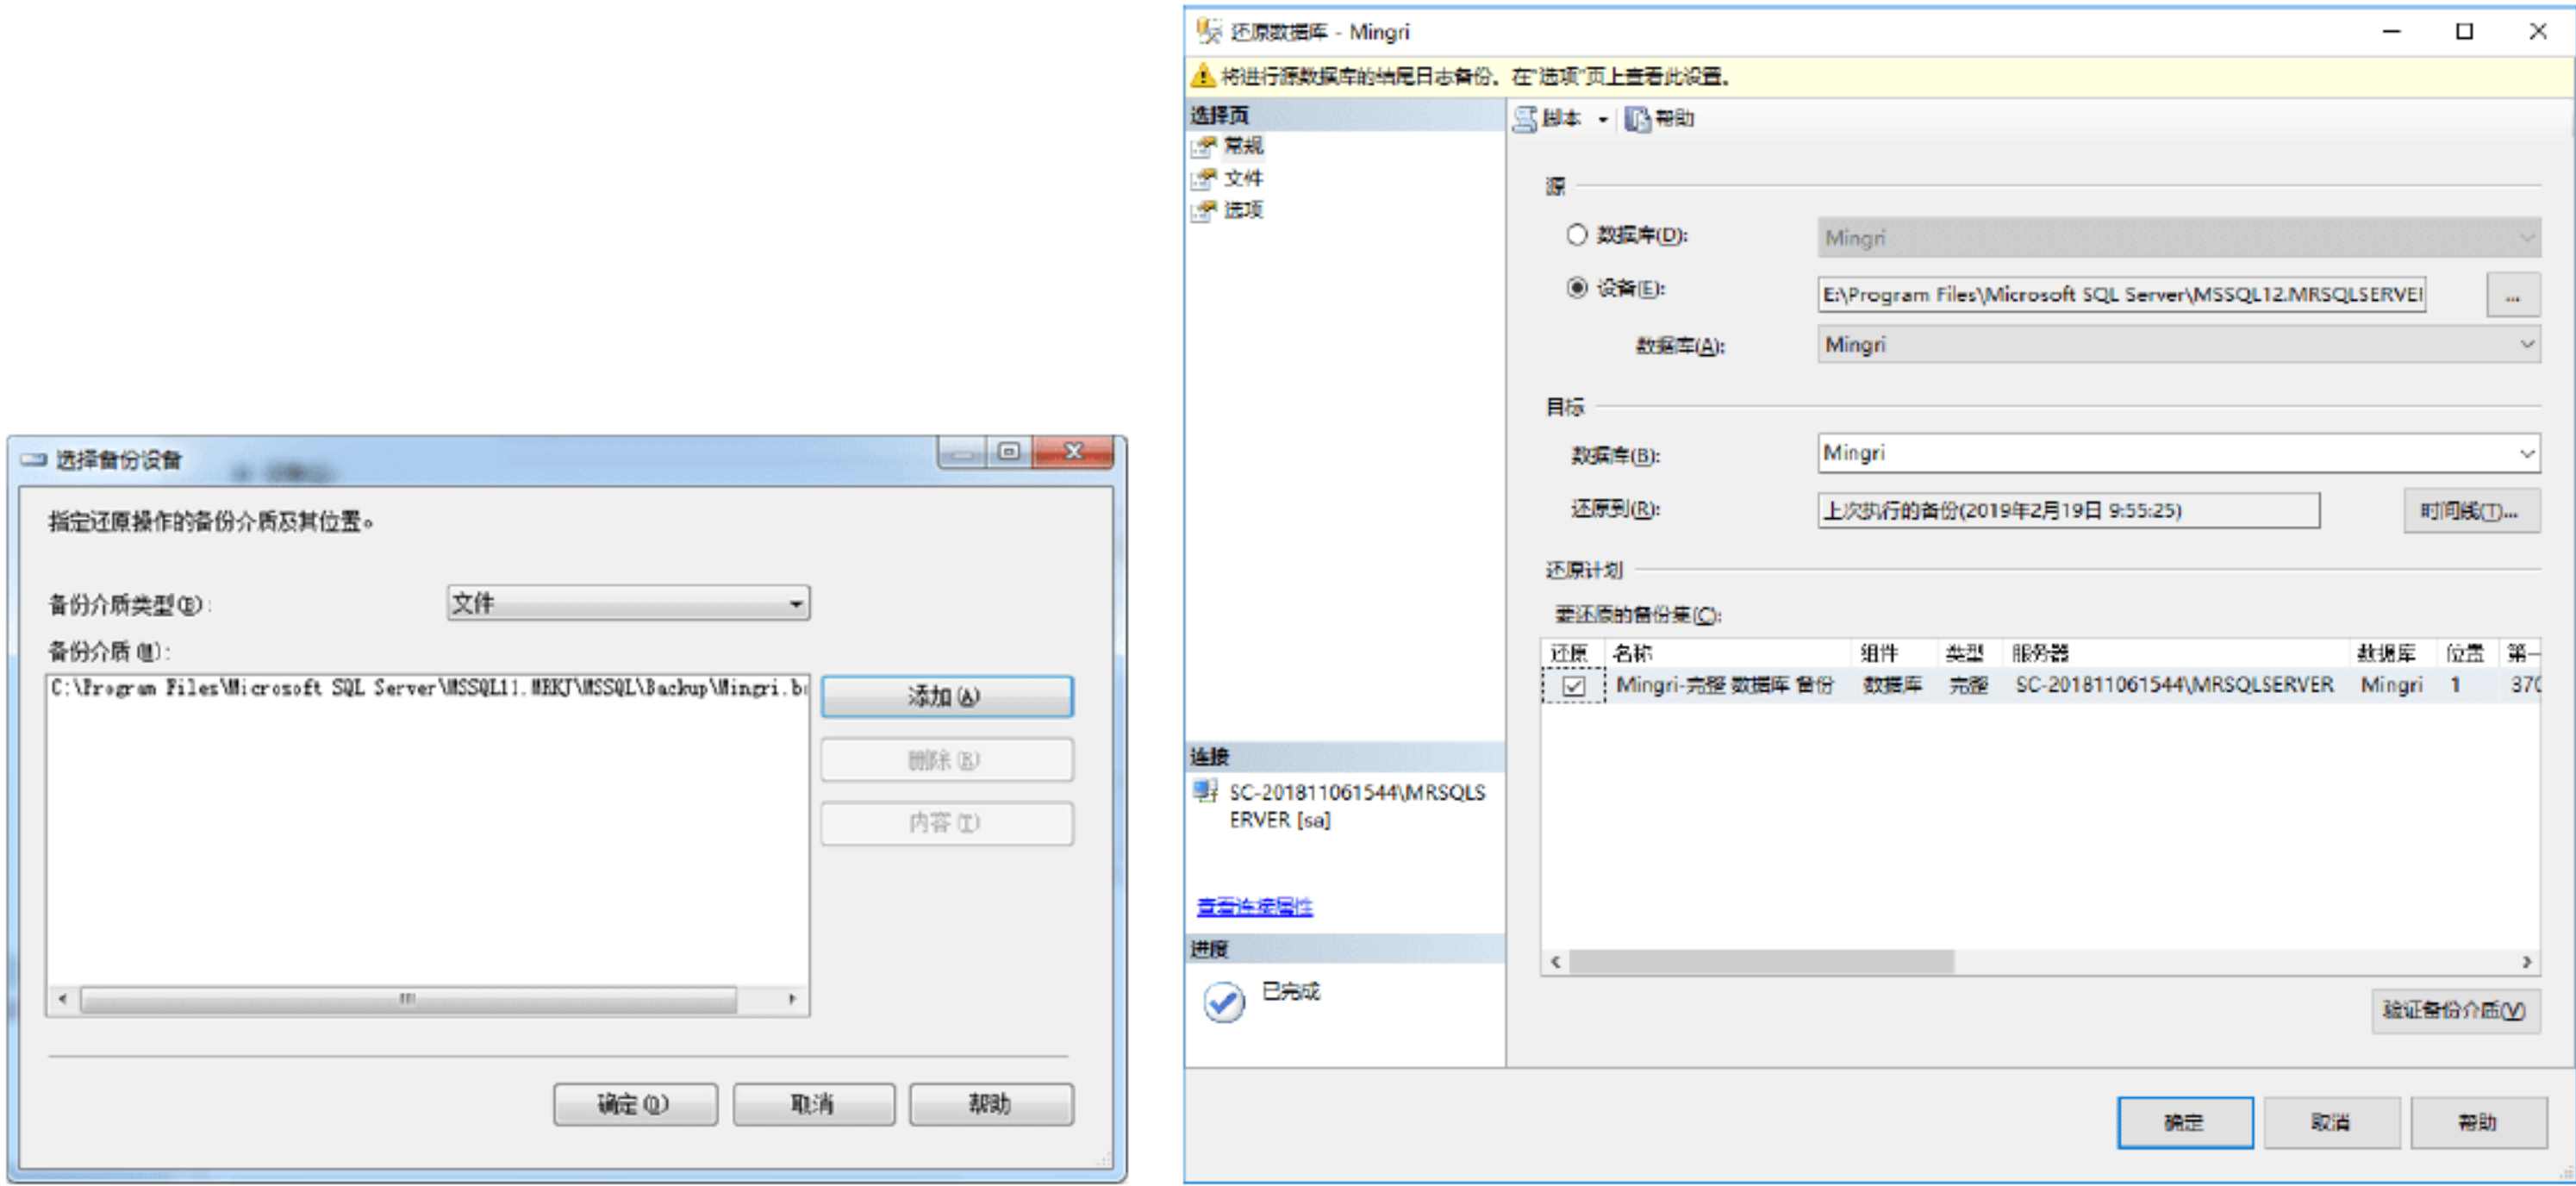 选择备份设备
指定还原操作的备份介质及其位置。
备份介质类型(B):
文件
备份介质(M):
C:\Program Files\Microsoft SQL Server\MSSQL11.MRKJ\MSSQL\Backup\Mingri.b
添加(A)
删除(R)
内容(T)
确定(O)
取消
帮助
还原数据库 - Mingri
将进行源数据库的结尾日志备份。在"选项"页上查看此设置。
选择页
常规
文件
选项
脚本
帮助
源
数据库(D):
Mingri
设备(E):
E:\Program Files\Microsoft SQL Server\MSSQL12.MRSQLSERVE
...
数据库(A):
Mingri
目标
数据库(B):
Mingri
还原到(R):
上次执行的备份(2019年2月19日 9:55:25)
时间线(T)...
还原计划
要还原的备份集(C):
还原 名称 组件 类型 服务器 数据库 位置 第一
Mingri-完整 数据库 备份 数据库 完整 SC-201811061544\MRSQLSERVER Mingri 1 370
连接
SC-201811061544\MRSQLS
ERVER [sa]
查看连接属性
进度
已完成
验证备份介质(V)
确定
取消
帮助